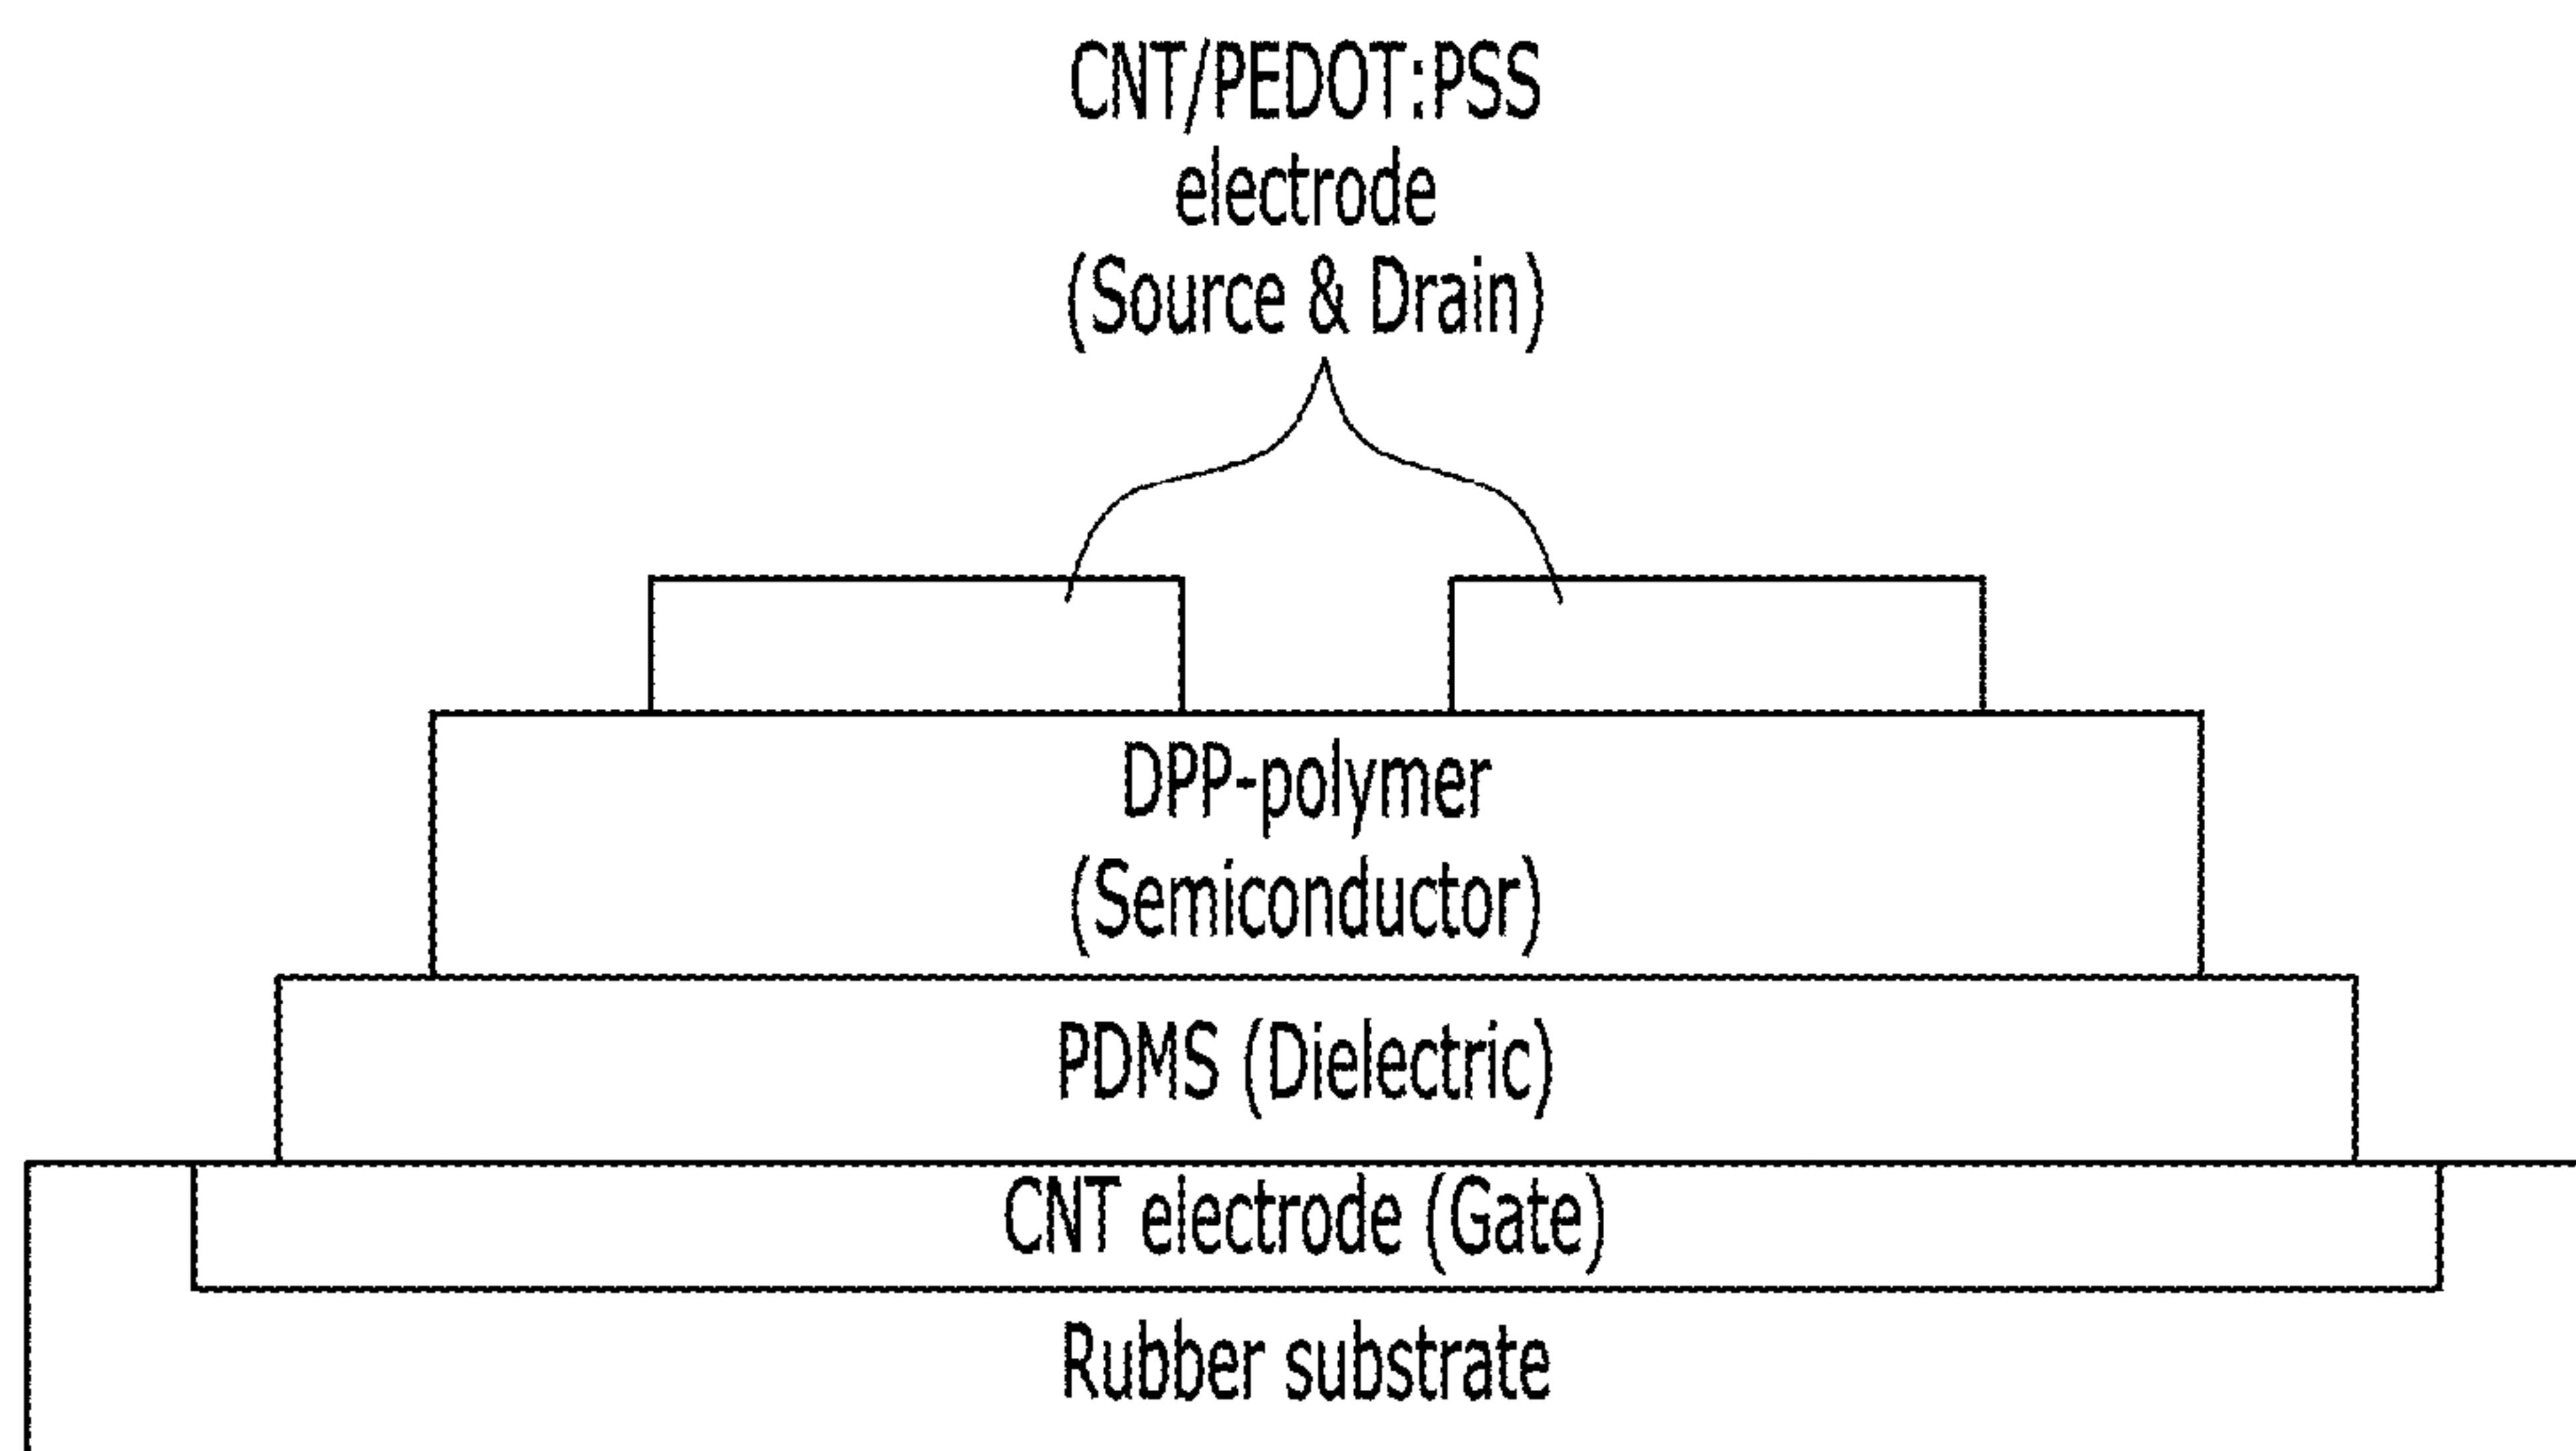 CNT/PEDOT:PSS
electrode
(Source & Drain)
DPP-polymer
(Semiconductor)
PDMS (Dielectric)
CNT electrode (Gate)
Rubber substrate